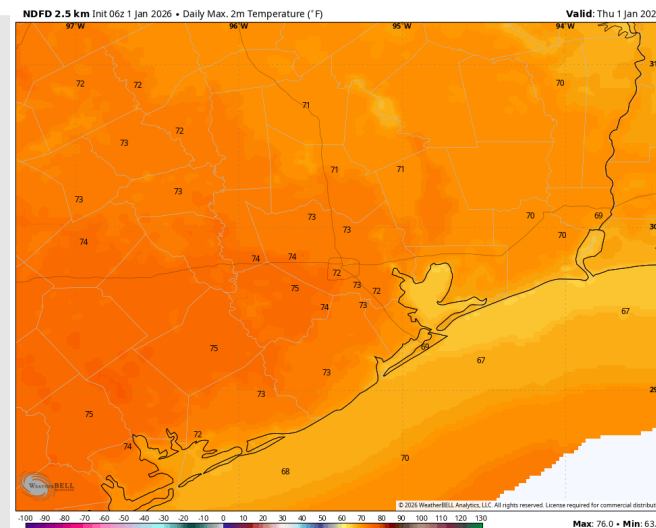 NDFD 2.5 km Init 06z 1 Jan 2026 • Daily Max. 2m Temperature (°F) Valid: Thu 1 Jan 202
97°W 96°W 95°W 94°W
31
72 72 70
71
72
73
71 71
73 73
73 70 69
73 70 30
74
74 74
72
75 73 72
74 73
67
75 69
67
73
73 29
75
72
74
70
68
WEATHERBELL
© 2026 WeatherBELL Analytics, LLC. All rights reserved. License required for commercial distribut
-100 -90 -80 -70 -60 -50 -40 -30 -20 -10 0 10 20 30 40 50 60 70 80 90 100 110 120 130
Max: 76.0 • Min: 63.